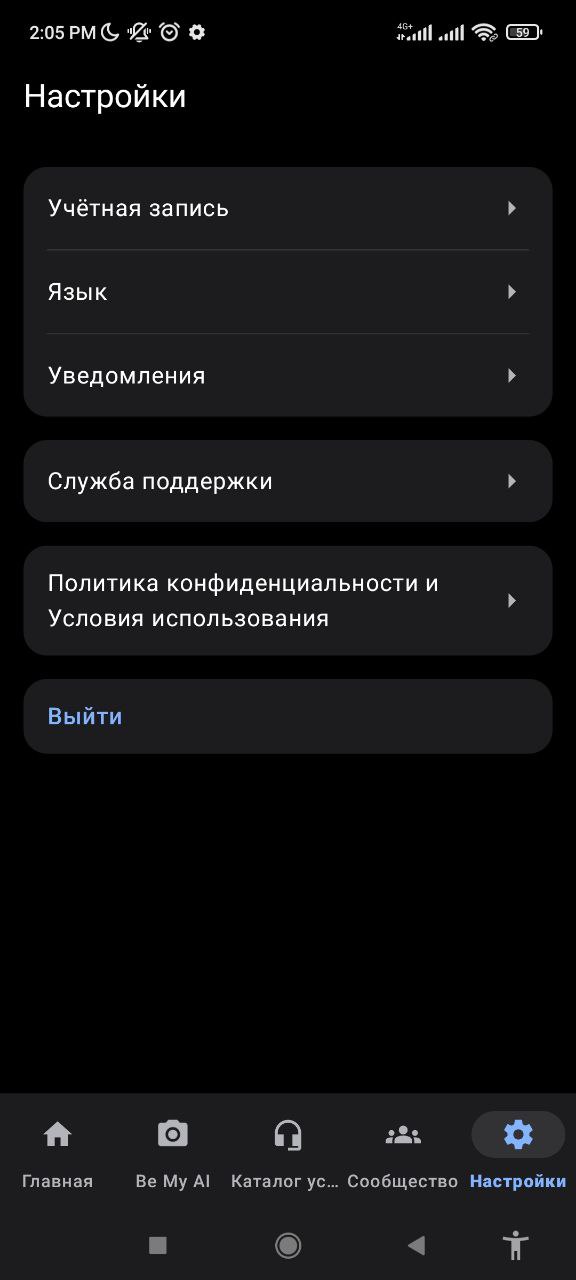 2:05 PM
4G+
59
Настройки
Учётная запись
Язык
Уведомления
Служба поддержки
Политика конфиденциальности и
Условия использования
Выйти
Главная
Be My AI
Каталог ус...
Сообщество
Настройки